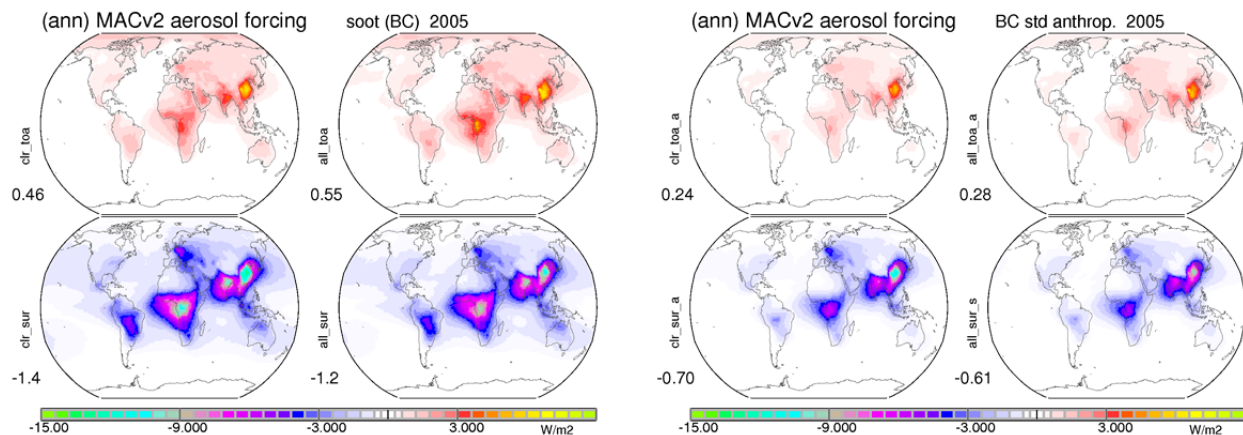 (ann) MACv2 aerosol forcing soot (BC) 2005
clr_toa
0.46
all_toa
0.55
clr_sur
-1.4
all_sur
-1.2
-15.00 -9.000 -3.000 3.000 W/m2
(ann) MACv2 aerosol forcing BC std anthrop. 2005
clr_toa_a
0.24
all_toa_a
0.28
clr_sur_a
-0.70
all_sur_s
-0.61
-15.00 -9.000 -3.000 3.000 W/m2